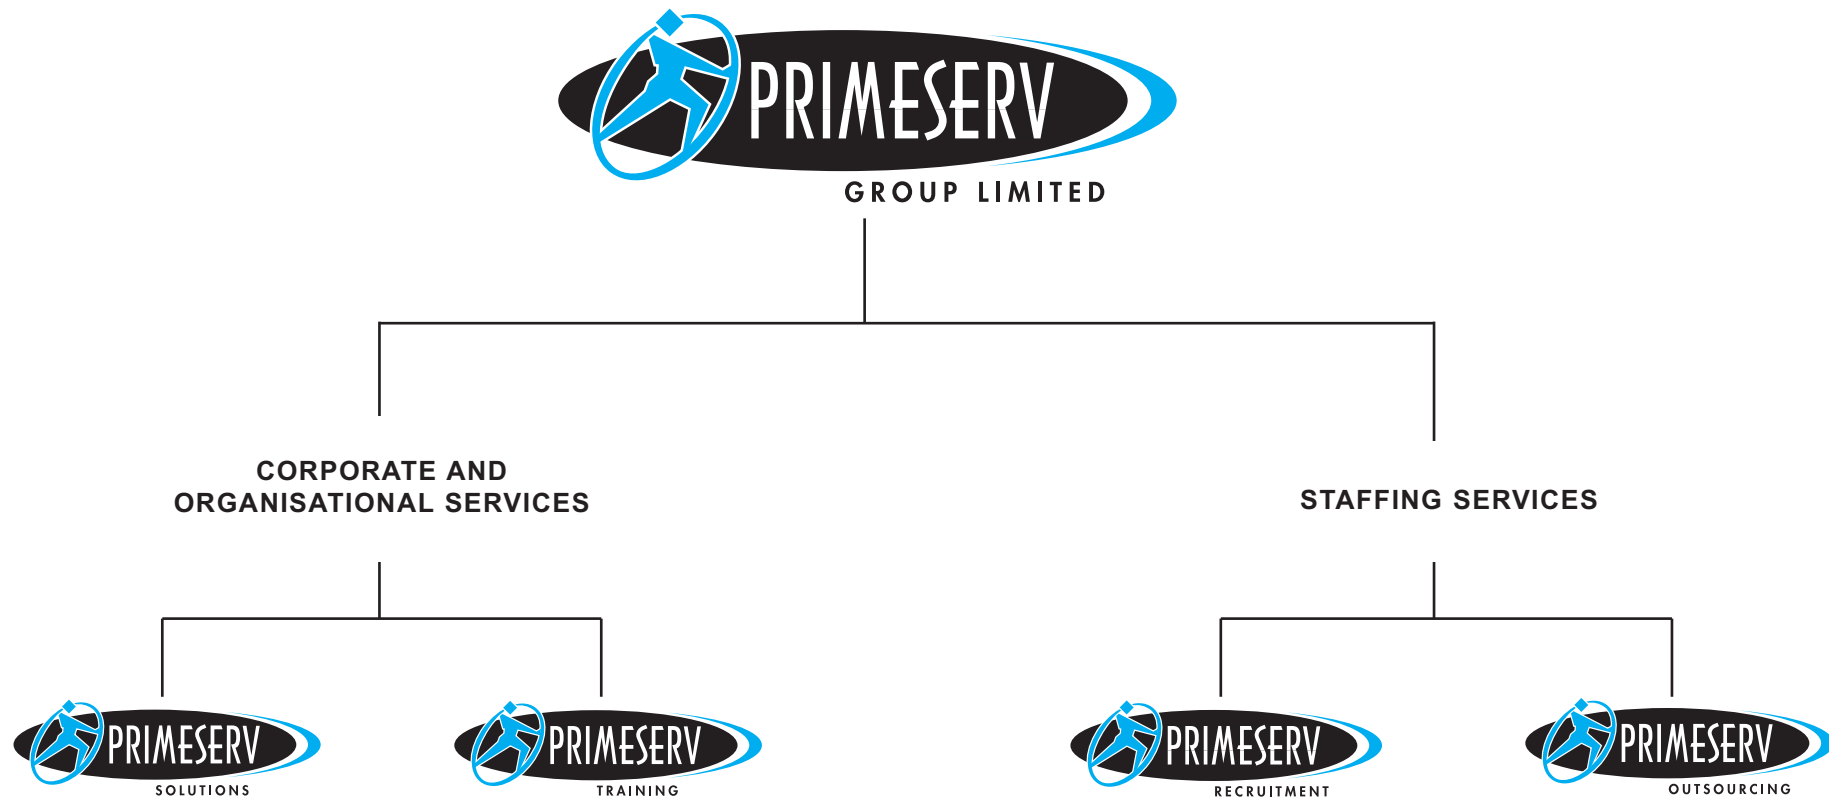 PRIMESERV
GROUP LIMITED
CORPORATE AND
ORGANISATIONAL SERVICES
STAFFING SERVICES
PRIMESERV
SOLUTIONS
PRIMESERV
TRAINING
PRIMESERV
RECRUITMENT
PRIMESERV
OUTSOURCING